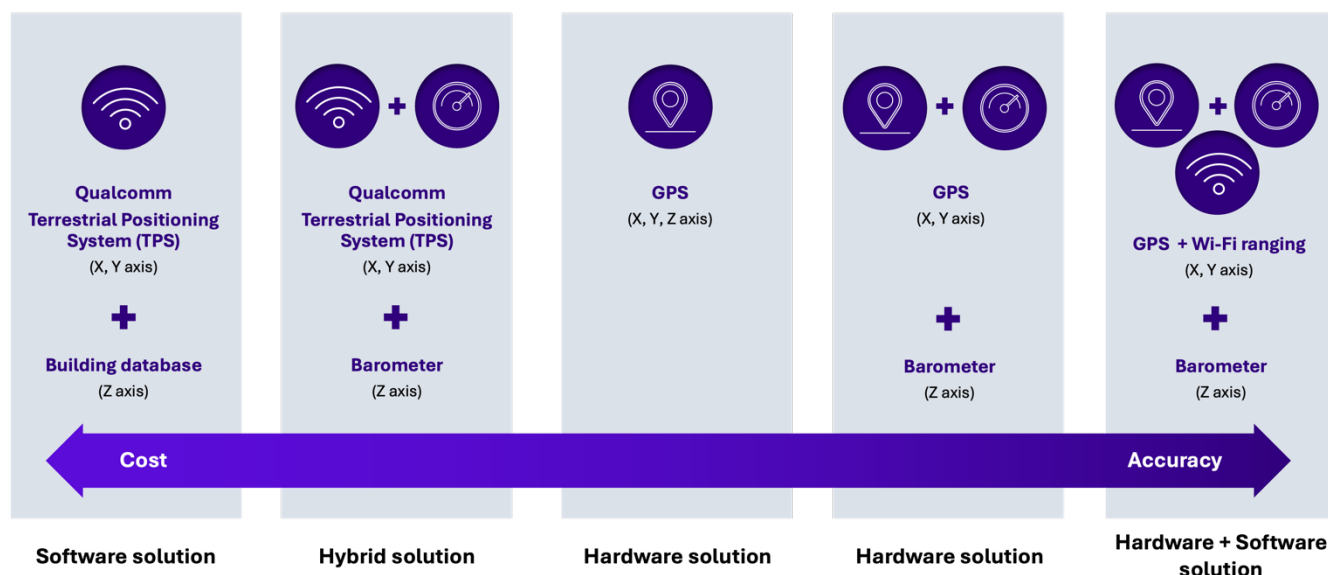 Qualcomm
Terrestrial Positioning
System (TPS)
(X, Y axis)
Building database
(Z axis)
Qualcomm
Terrestrial Positioning
System (TPS)
(X, Y axis)
Barometer
(Z axis)
GPS
(X, Y, Z axis)
GPS
(X, Y axis)
Barometer
(Z axis)
GPS + Wi-Fi ranging
(X, Y axis)
Barometer
(Z axis)
Cost
Accuracy
Software solution
Hybrid solution
Hardware solution
Hardware solution
Hardware + Software
solution